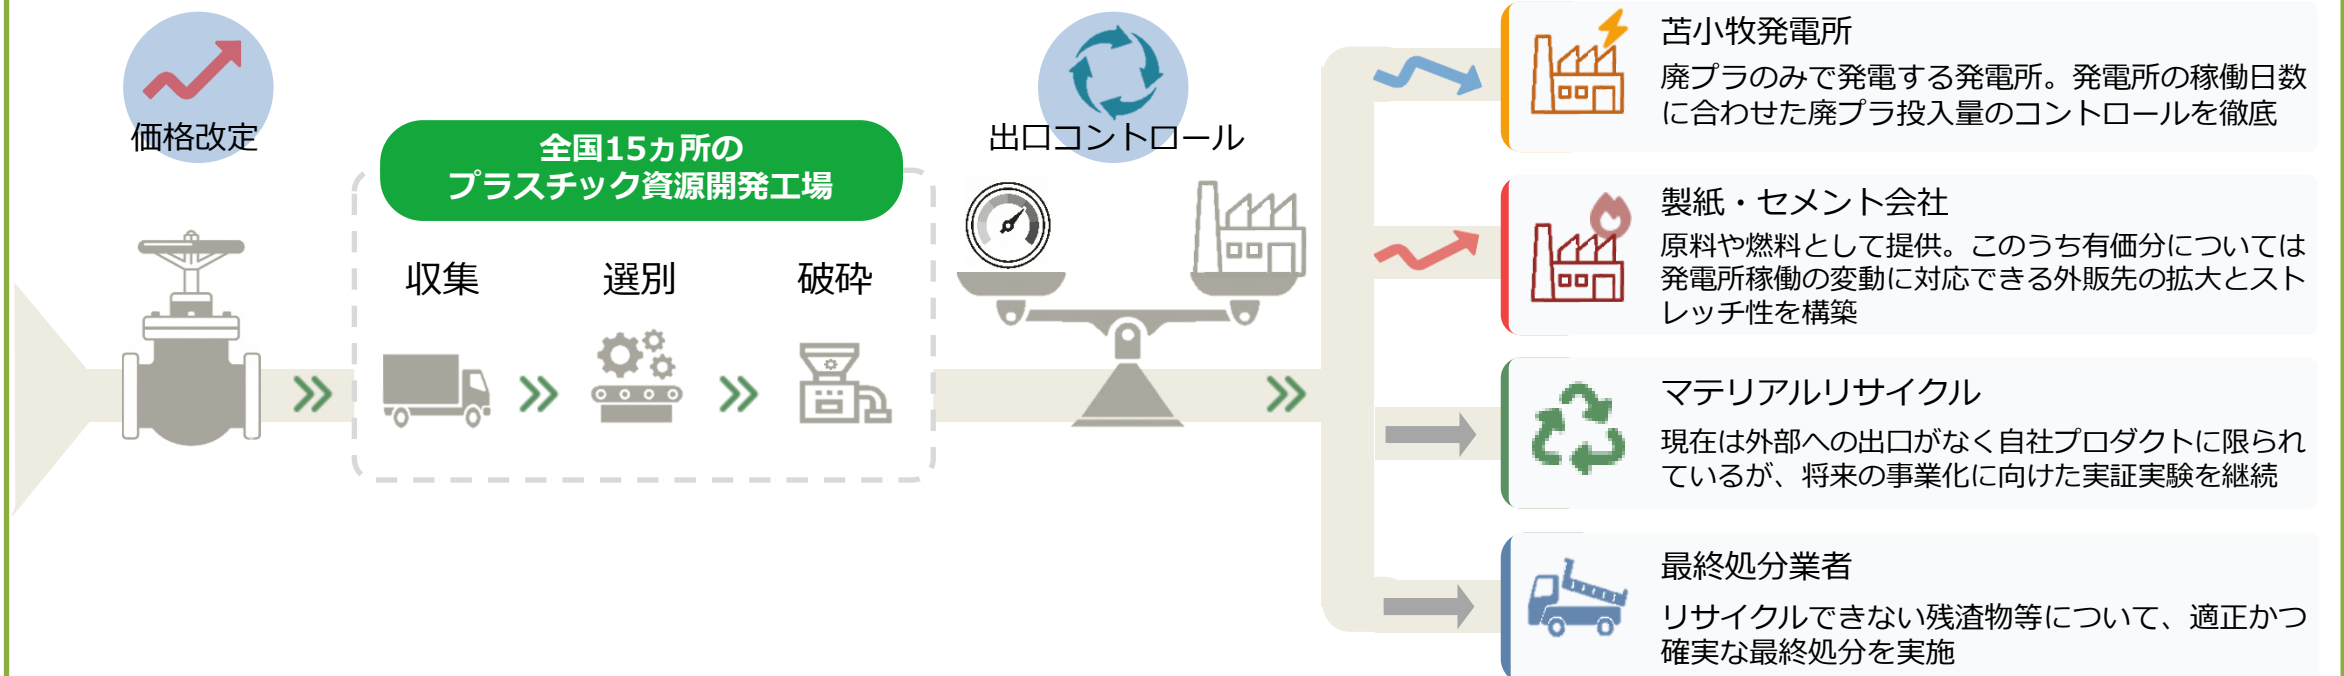 価格改定
全国15ヵ所の
プラスチック資源開発工場
収集
選別
破砕
出口コントロール
苫小牧発電所
廃プラのみで発電する発電所。発電所の稼働日数
に合わせた廃プラ投入量のコントロールを徹底
製紙・セメント会社
原料や燃料として提供。このうち有価分については
発電所稼働の変動に対応できる外販先の拡大とスト
レッチ性を構築
マテリアルリサイクル
現在は外部への出口がなく自社プロダクトに限られ
ているが、将来の事業化に向けた実証実験を継続
最終処分業者
リサイクルできない残渣物等について、適正かつ
確実な最終処分を実施